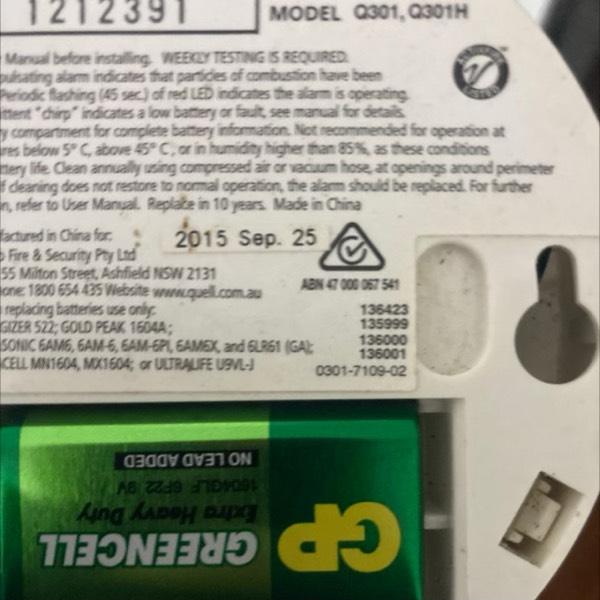 1212391
MODEL Q301, Q301H
Manual before installing. WEEKLY TESTING IS REQUIRED.
pulsating alarm indicates that particles of combustion have been
Periodic flashing (45 sec.) of red LED indicates the alarm is operating.
ittent "chirp" indicates a low battery or fault, see manual for details.
y compartment for complete battery information. Not recommended for operation at
res below 5° C, above 45° C, or in humidity higher than 85%, as these conditions
ttery life. Clean annually using compressed air or vacuum hose, at openings around perimeter
f cleaning does not restore to normal operation, the alarm should be replaced. For further
n, refer to User Manual. Replace in 10 years. Made in China
factured in China for:
2015 Sep. 25
Fire & Security Pty Ltd
55 Milton Street, Ashfield NSW 2131
ABN 47 000 067 541
one: 1800 654 435 Website www.quell.com.au
replacing batteries use only:
136423
GIZER 522; GOLD PEAK 1604A;
135999
SONIC 6AM6, 6AM-6, 6AM-6PI, 6AM6X, and 6LR61 (GA);
136000
136001
CELL MN1604, MX1604; or ULTRALIFE U9VL-J
0301-7109-02
GP
GREENCELL
Extra Heavy Duty
1604GLF 6F22 9V
NO LEAD ADDED